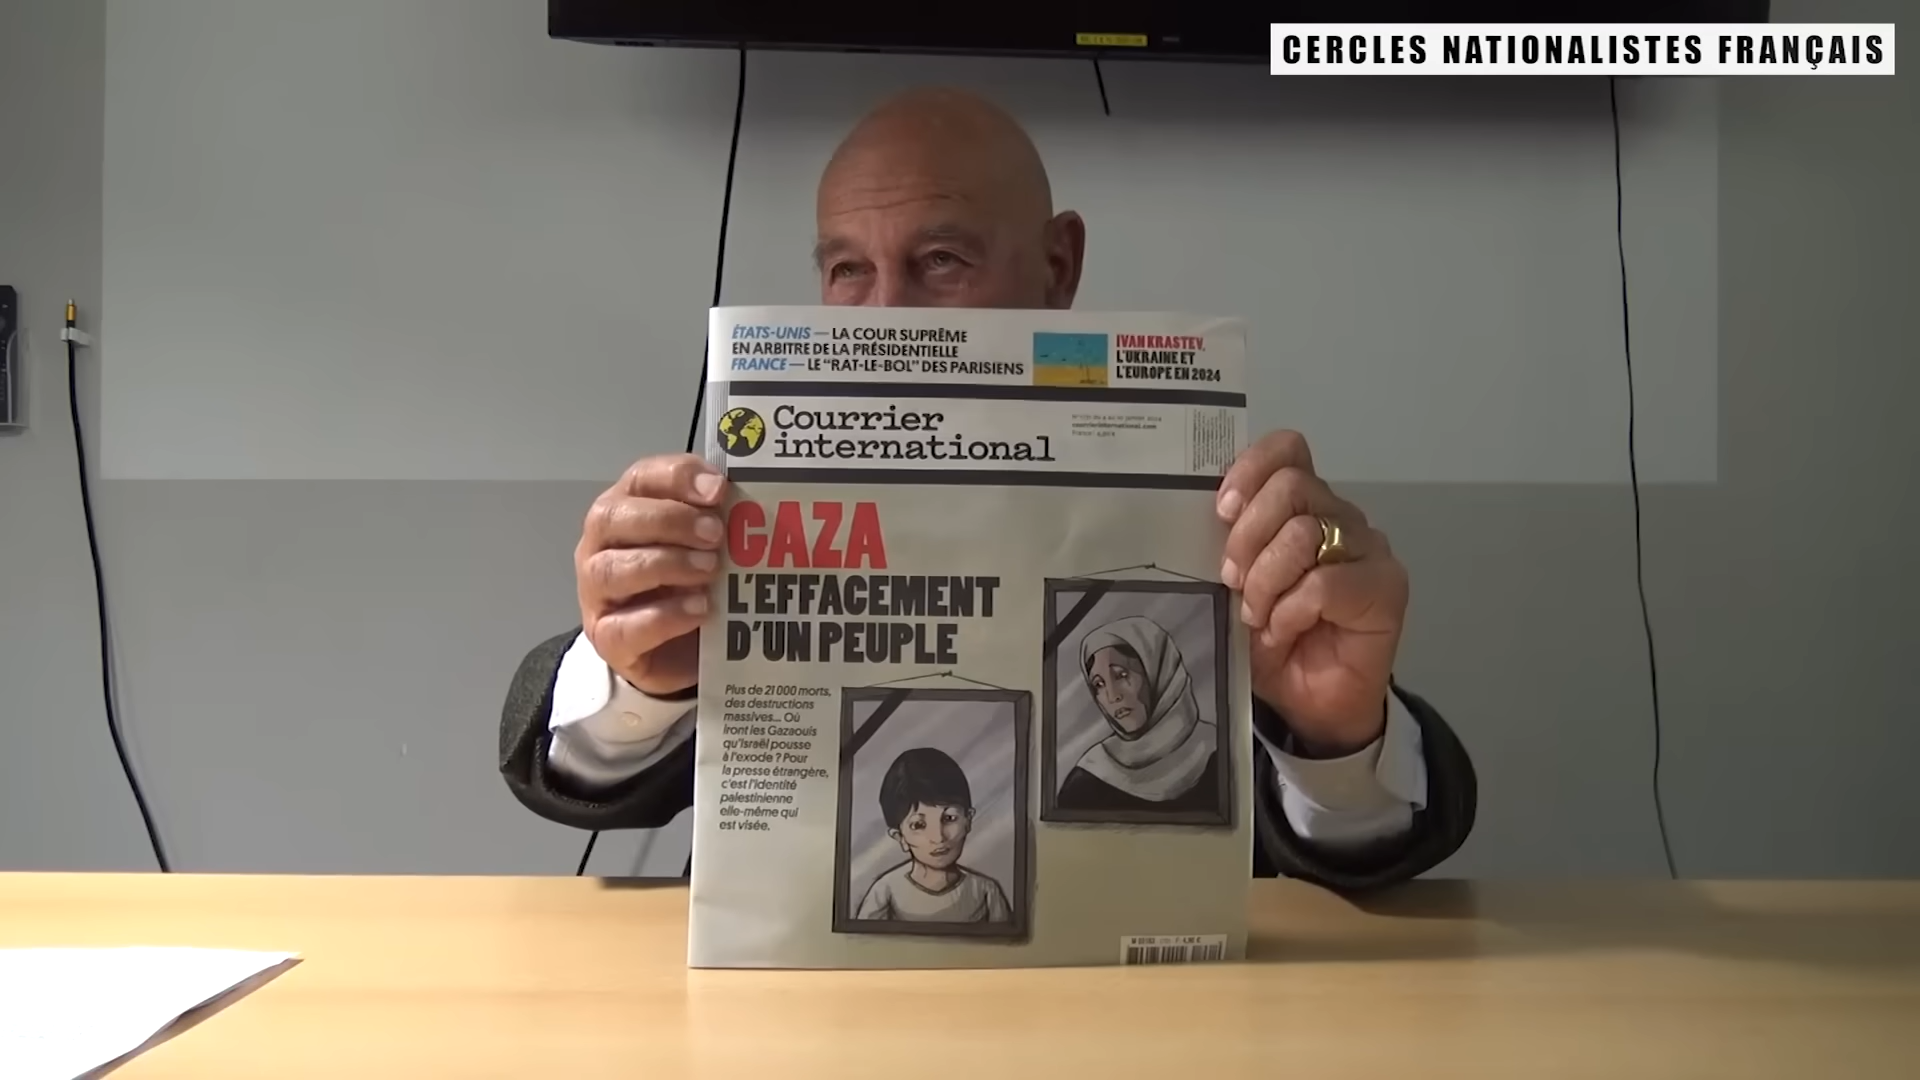 CERCLES NATIONALISTES FRANÇAIS
ÉTATS-UNIS — LA COUR SUPRÊME
EN ARBITRE DE LA PRÉSIDENTIELLE
FRANCE — LE “RAT-LE-BOL” DES PARISIENS
IVAN KRASTEV,
L'UKRAINE ET
L'EUROPE EN 2024
Courrier
international
courrierinternational.com
GAZA
L'EFFACEMENT
D'UN PEUPLE
Plus de 21 000 morts,
des destructions
massives... Où
iront les Gazaouis
qu'Israël pousse
à l'exode ? Pour
la presse étrangère,
c'est l'identité
palestinienne
elle-même qui
est visée.